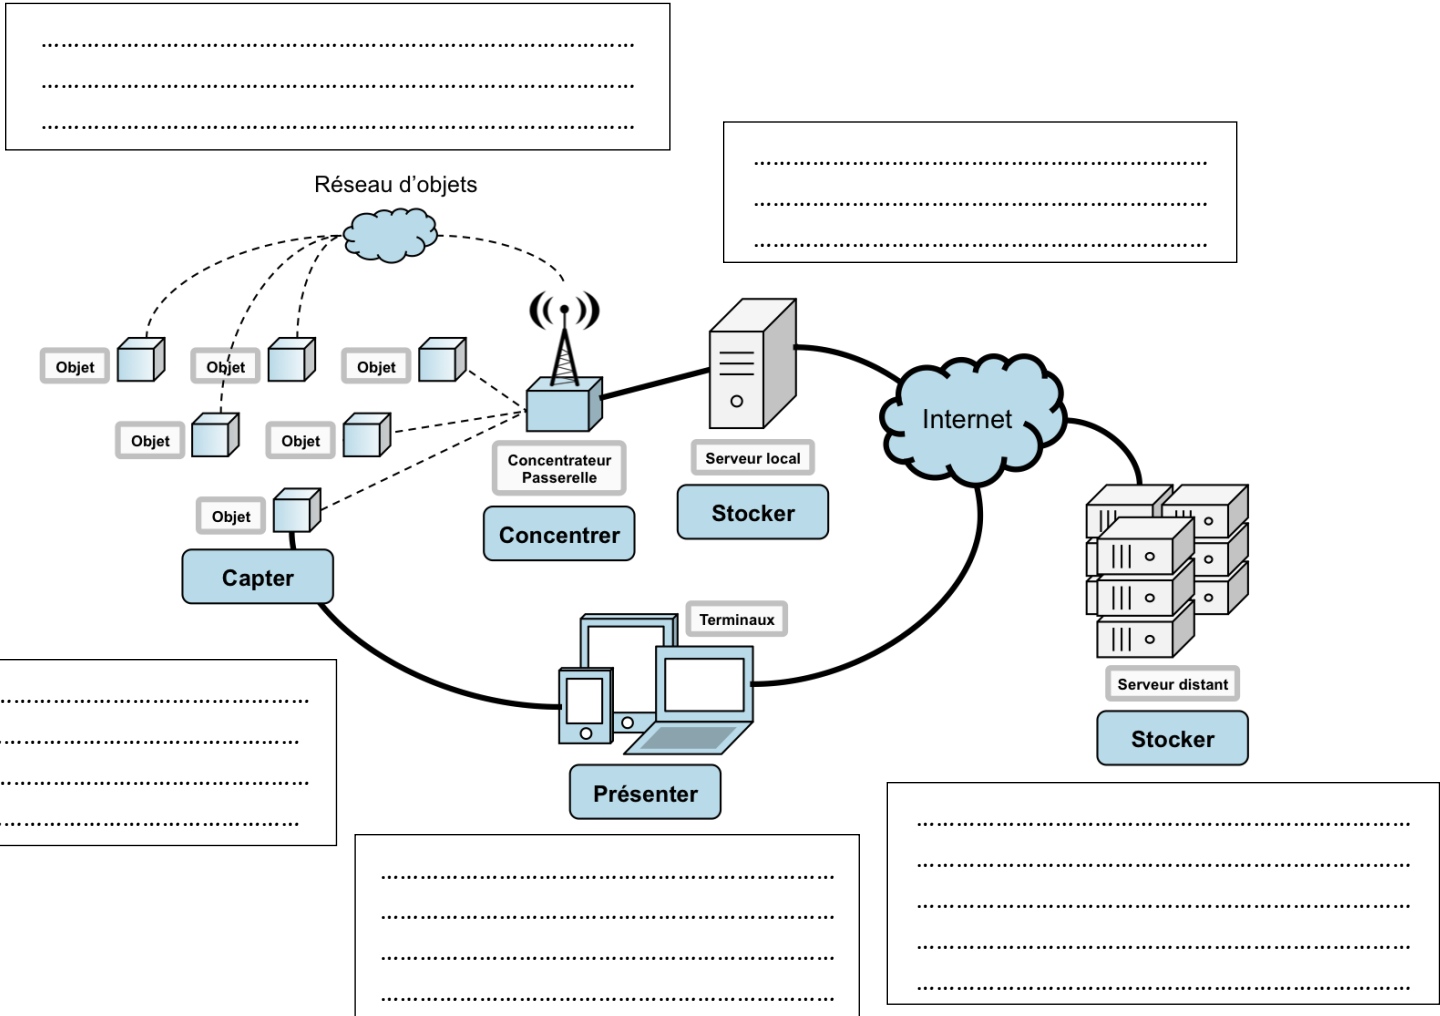 ……………………………………………………………………………
……………………………………………………………………………
……………………………………………………………………………
……………………………………………………………
……………………………………………………………
……………………………………………………………
Réseau d’objets
Objet
Objet
Objet
Objet
Objet
Objet
Concentrateur
Passerelle
Concentrer
Serveur local
Stocker
Internet
Capter
Terminaux
Présenter
Serveur distant
Stocker
………………………………………
………………………………………
………………………………………
………………………………………
……………………………………………………………
……………………………………………………………
……………………………………………………………
……………………………………………………………
…………………………………………………………………
…………………………………………………………………
…………………………………………………………………
…………………………………………………………………
…………………………………………………………………